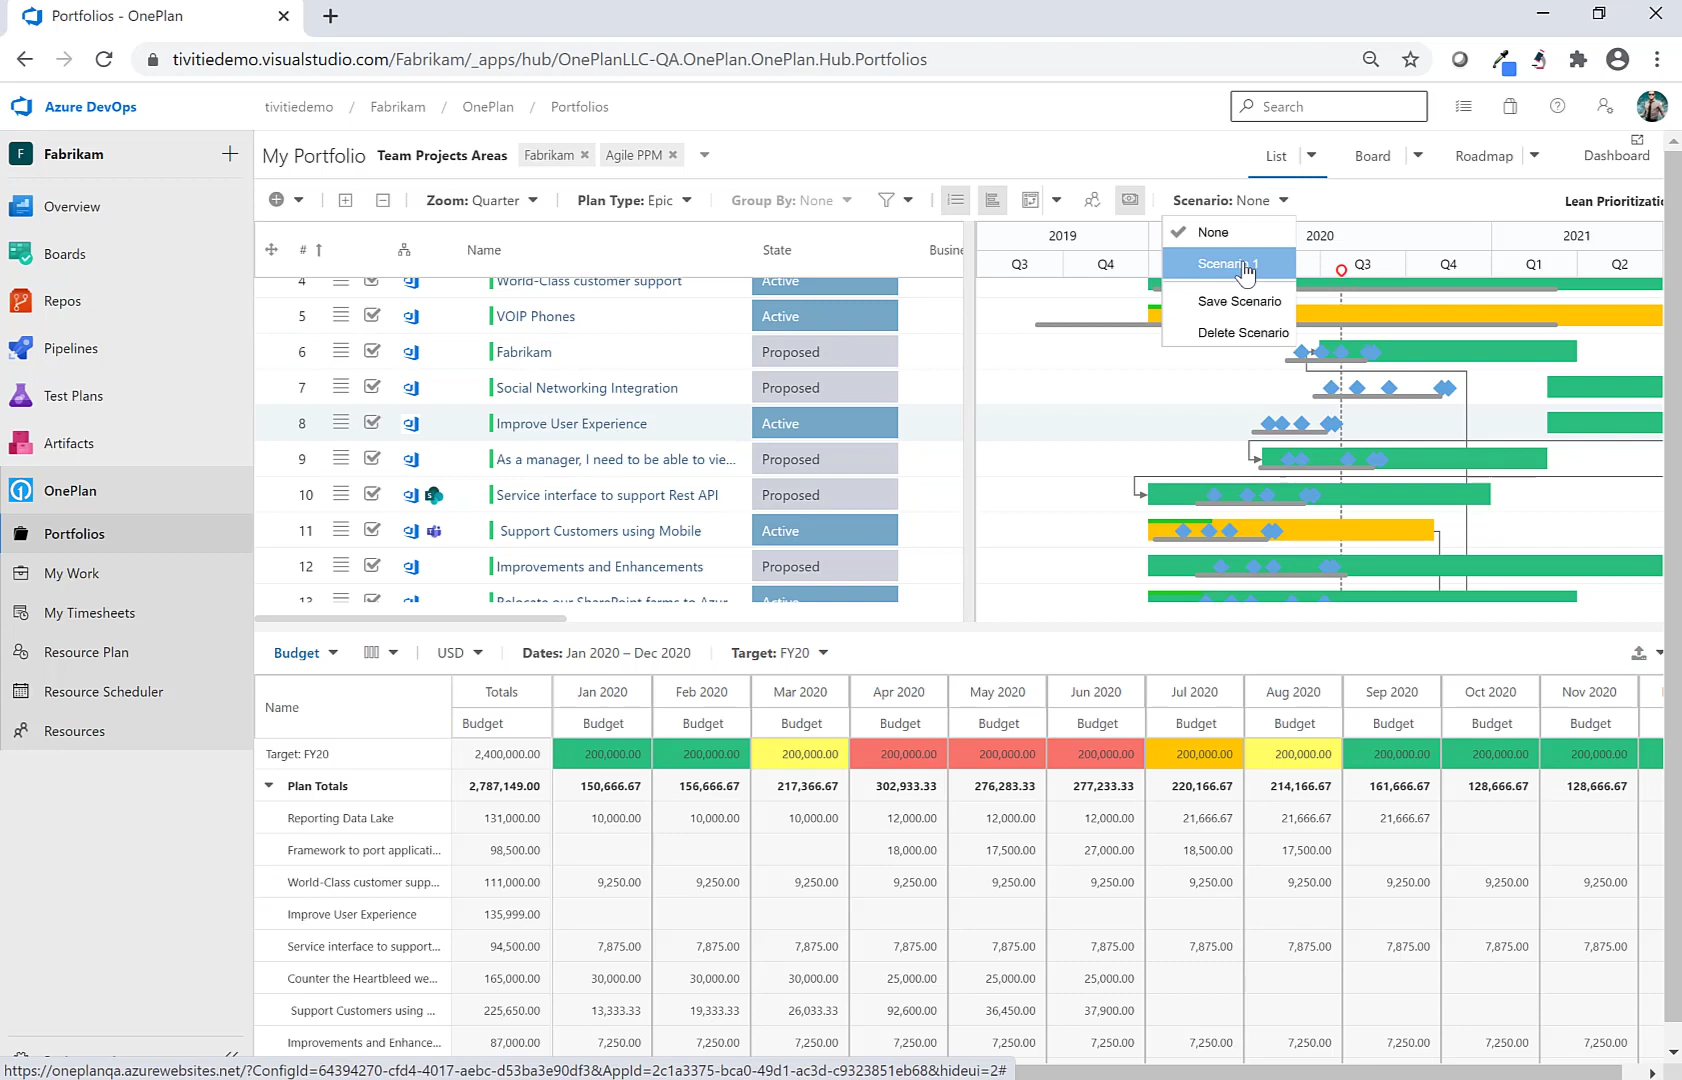 Portfolios - OnePlan
tivitiedemo.visualstudio.com/Fabrikam/_apps/hub/OnePlanLLC-QA.OnePlan.OnePlan.Hub.Portfolios
Azure DevOps
tivitiedemo / Fabrikam / OnePlan / Portfolios
Search
F Fabrikam
Overview
Boards
Repos
Pipelines
Test Plans
Artifacts
OnePlan
Portfolios
My Work
My Timesheets
Resource Plan
Resource Scheduler
Resources
My Portfolio Team Projects Areas Fabrikam Agile PPM
List Board Roadmap Dashboard
Zoom: Quarter Plan Type: Epic Group By: None Scenario: None Lean Prioritizatio
None
Scenario 1
Save Scenario
Delete Scenario
# Name State Busine
2019 2020 2021
Q3 Q4 Q3 Q4 Q1 Q2
4 World-Class customer support Active
5 VOIP Phones Active
6 Fabrikam Proposed
7 Social Networking Integration Proposed
8 Improve User Experience Active
9 As a manager, I need to be able to vie... Proposed
10 Service interface to support Rest API Proposed
11 Support Customers using Mobile Active
12 Improvements and Enhancements Proposed
13 Relocate our SharePoint farms to Azur Active
Budget USD Dates: Jan 2020 – Dec 2020 Target: FY20
Name Totals Jan 2020 Feb 2020 Mar 2020 Apr 2020 May 2020 Jun 2020 Jul 2020 Aug 2020 Sep 2020 Oct 2020 Nov 2020
Budget Budget Budget Budget Budget Budget Budget Budget Budget Budget Budget Budget
Target: FY20 2,400,000.00 200,000.00 200,000.00 200,000.00 200,000.00 200,000.00 200,000.00 200,000.00 200,000.00 200,000.00 200,000.00 200,000.00
Plan Totals 2,787,149.00 150,666.67 156,666.67 217,366.67 302,933.33 276,283.33 277,233.33 220,166.67 214,166.67 161,666.67 128,666.67 128,666.67
Reporting Data Lake 131,000.00 10,000.00 10,000.00 10,000.00 12,000.00 12,000.00 12,000.00 21,666.67 21,666.67 21,666.67
Framework to port applicati... 98,500.00 18,000.00 17,500.00 27,000.00 18,500.00 17,500.00
World-Class customer supp... 111,000.00 9,250.00 9,250.00 9,250.00 9,250.00 9,250.00 9,250.00 9,250.00 9,250.00 9,250.00 9,250.00 9,250.00
Improve User Experience 135,999.00
Service interface to support... 94,500.00 7,875.00 7,875.00 7,875.00 7,875.00 7,875.00 7,875.00 7,875.00 7,875.00 7,875.00 7,875.00 7,875.00
Counter the Heartbleed we... 165,000.00 30,000.00 30,000.00 30,000.00 25,000.00 25,000.00 25,000.00
Support Customers using ... 225,650.00 13,333.33 19,333.33 26,033.33 92,600.00 36,450.00 37,900.00
Improvements and Enhance... 87,000.00 7,250.00 7,250.00 7,250.00 7,250.00 7,250.00 7,250.00 7,250.00 7,250.00 7,250.00 7,250.00 7,250.00
https://oneplanqa.azurewebsites.net/?ConfigId=64394270-cfd4-4017-aebc-d53ba3e90df3&AppId=2c1a3375-bca0-49d1-ac3d-c9323851eb68&hideui=2#